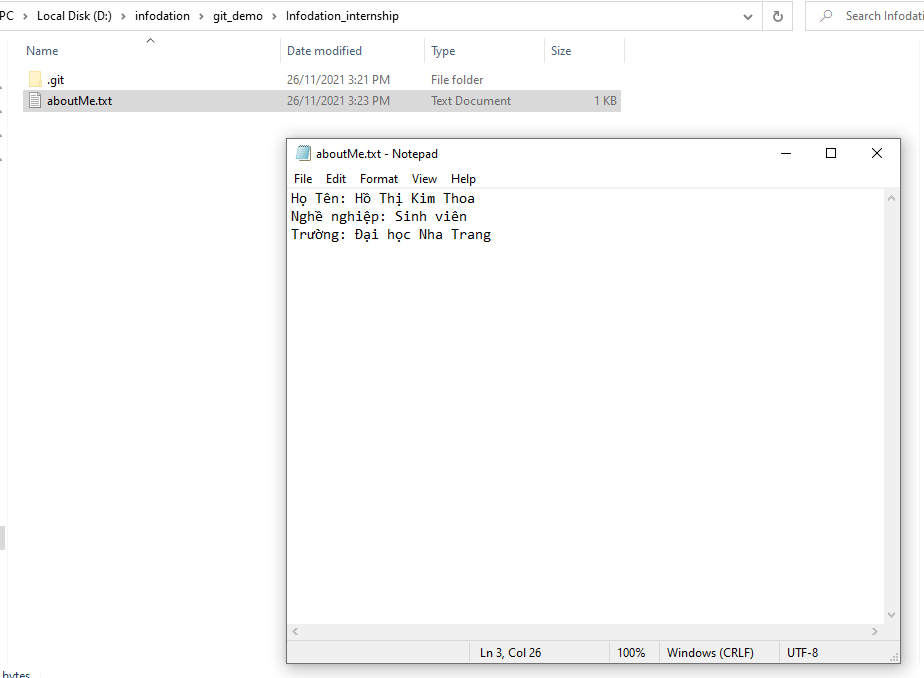 PC > Local Disk (D:) > infodation > git_demo > Infodation_internship
Search Infodati
Name Date modified Type Size
.git 26/11/2021 3:21 PM File folder
aboutMe.txt 26/11/2021 3:23 PM Text Document 1 KB
aboutMe.txt - Notepad
File Edit Format View Help
Họ Tên: Hồ Thị Kim Thoa
Nghề nghiệp: Sinh viên
Trường: Đại học Nha Trang
Ln 3, Col 26 100% Windows (CRLF) UTF-8
bytes